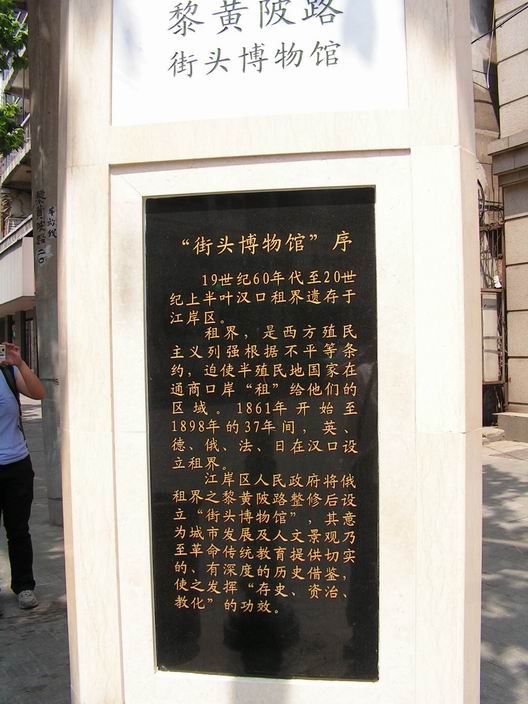 黎黄陂路
街头博物馆
“街头博物馆”序
19世纪60年代至20世
纪上半叶汉口租界遗存于
江岸区。
租界，是西方殖民
主义列强根据不平等条
约，迫使半殖民地国家在
通商口岸“租”给他们的
区域。1861年开始至
1898年的37年间，英、
德、俄、法、日在汉口设
立租界。
江岸区人民政府将俄
租界之黎黄陂路整修后设
立“街头博物馆”，其意
为城市发展及人文景观乃
至革命传统教育提供切实
的、有深度的历史借鉴，
使之发挥“存史、资治、
教化”的功效。